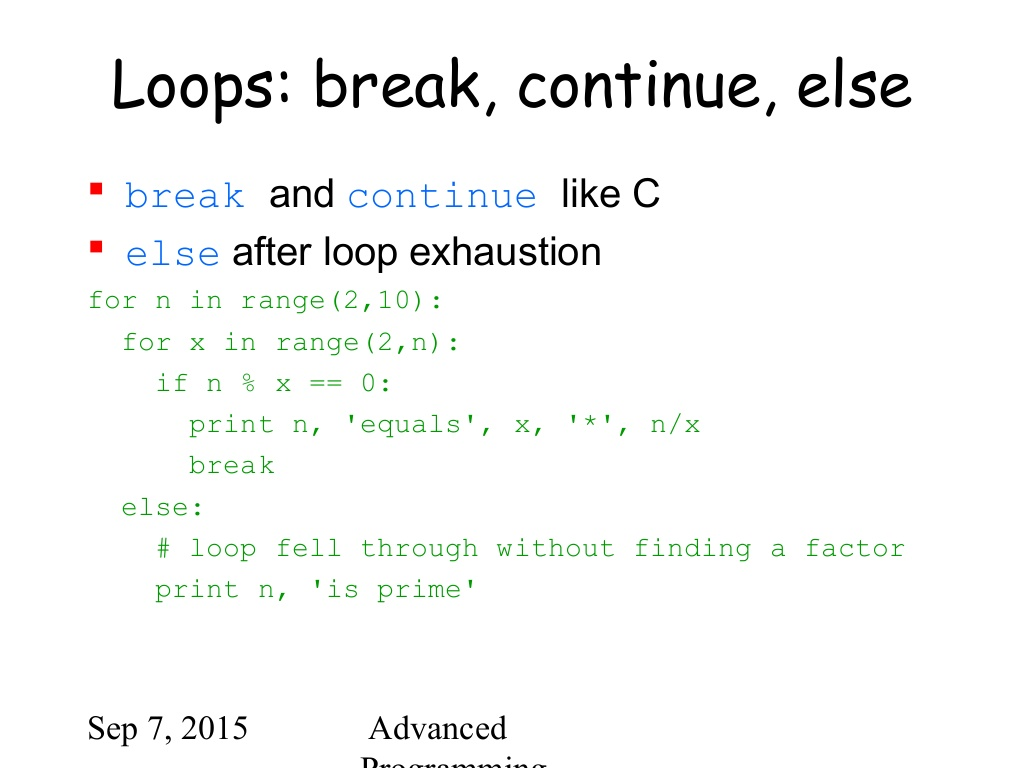 Loops: break, continue, else
break and continue like C
else after loop exhaustion
for n in range(2,10):
  for x in range(2,n):
    if n % x == 0:
      print n, 'equals', x, '*', n/x
      break
  else:
    # loop fell through without finding a factor
    print n, 'is prime'
Sep 7, 2015
Advanced
Programming